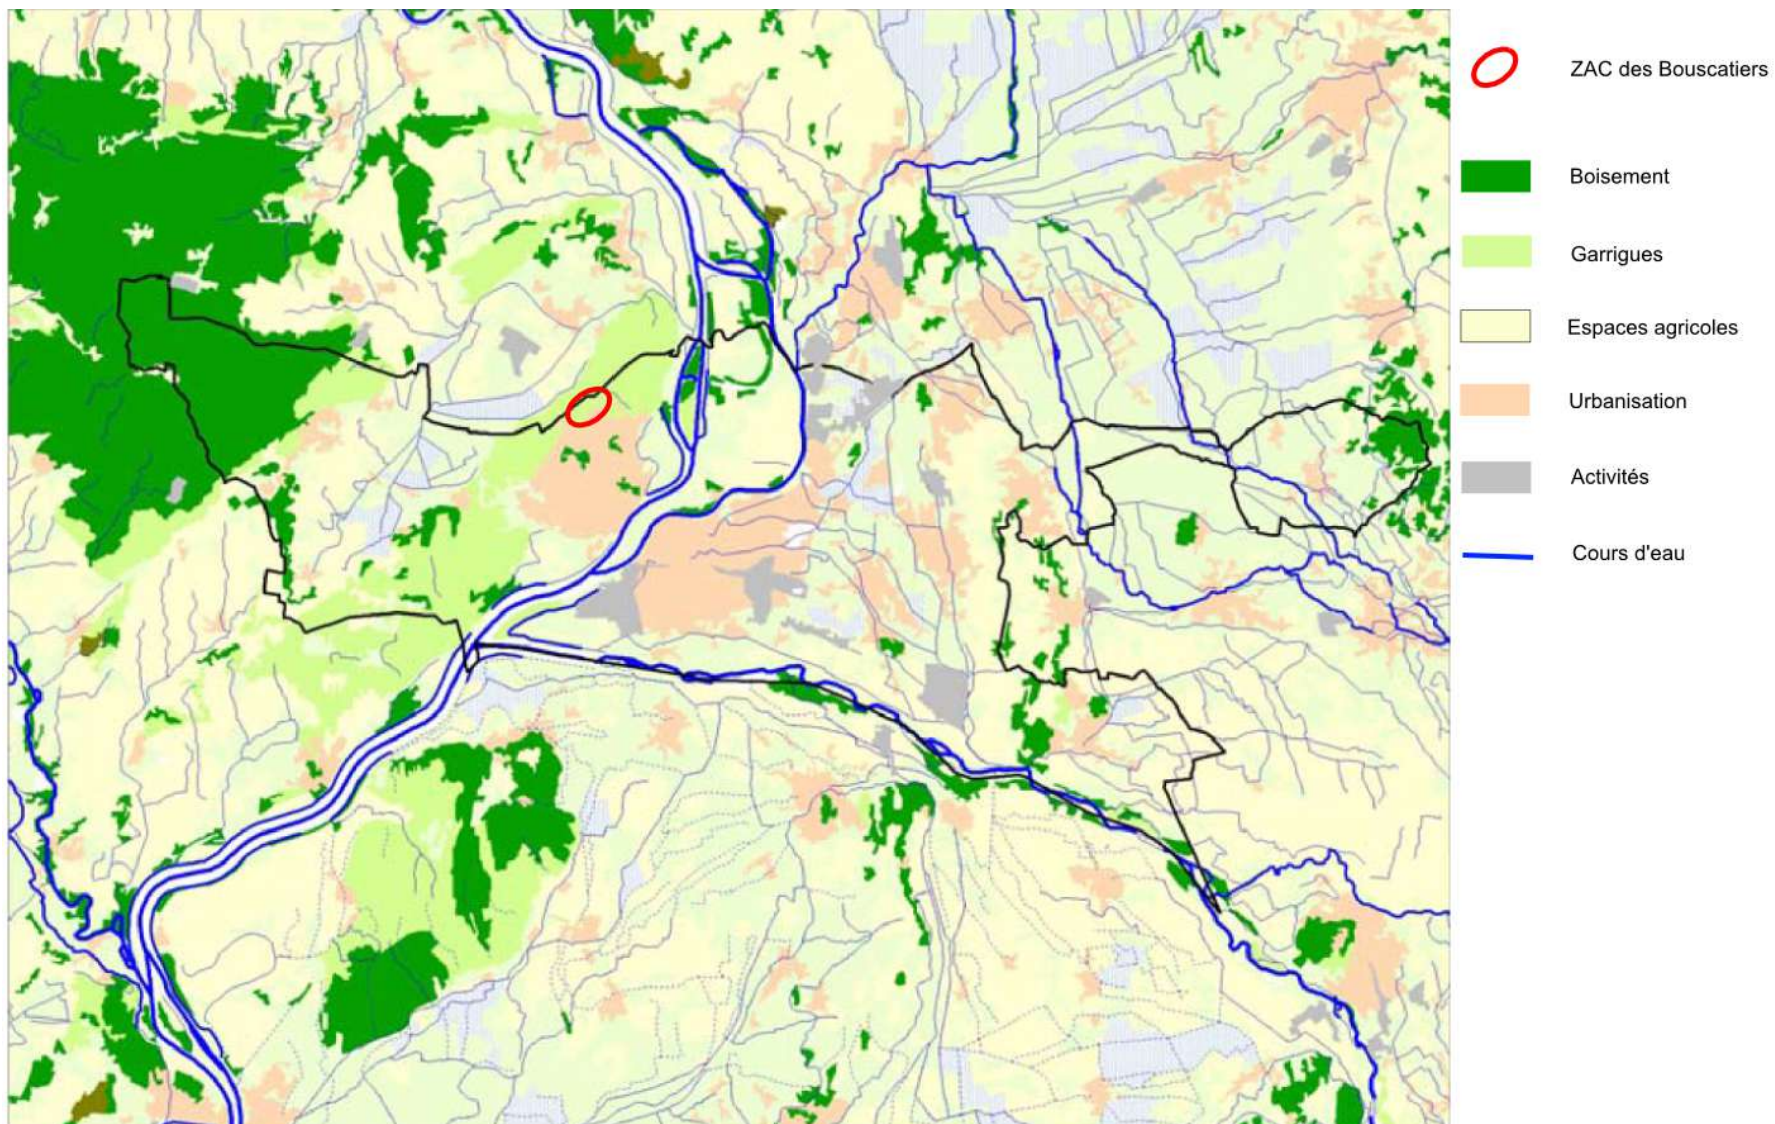 ZAC des Bouscatiers
Boisement
Garrigues
Espaces agricoles
Urbanisation
Activités
Cours d'eau